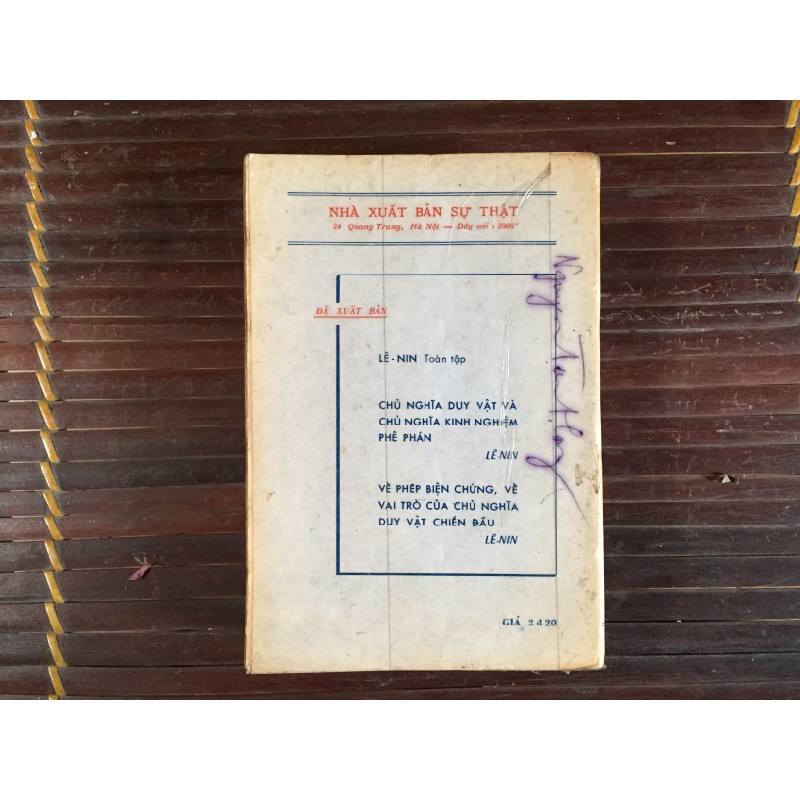 NHÀ XUẤT BẢN SỰ THẬT
24 Quang Trung, Hà Nội — Dây nói :
ĐÃ XUẤT BẢN
LÊ-NIN Toàn tập
CHỦ NGHĨA DUY VẬT VÀ
CHỦ NGHĨA KINH NGHIỆM
PHÊ PHÁN
LÊ-NIN
VỀ PHÉP BIỆN CHỨNG, VỀ
VAI TRÒ CỦA CHỦ NGHĨA
DUY VẬT CHIẾN ĐẤU
LÊ-NIN
GIÁ 2 đ 20